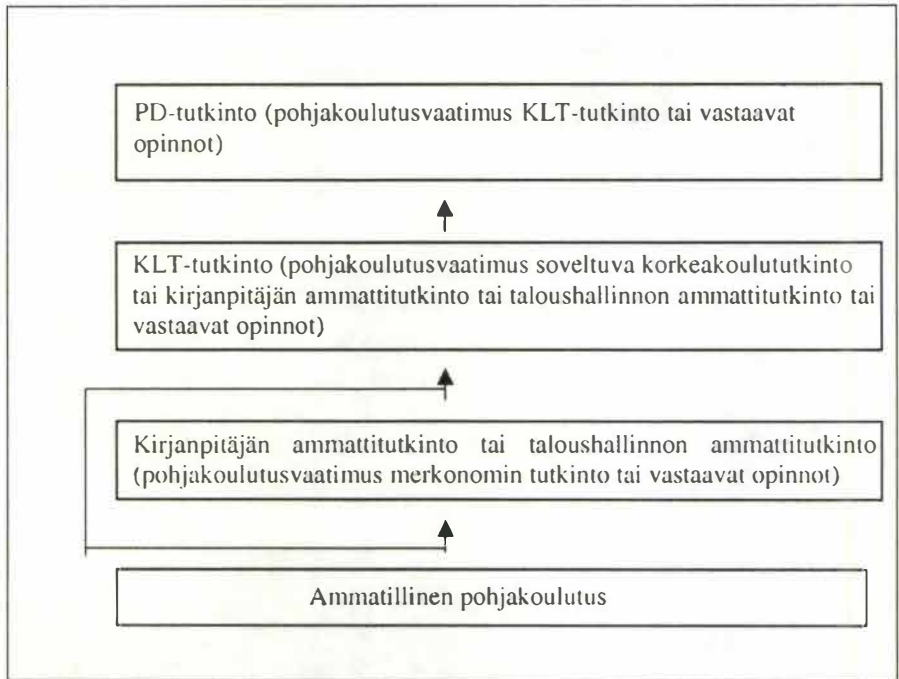 PD-tutkinto (pohjakoulutusvaatimus KLT-tutkinto tai vastaavat
opinnot)
KLT-tutkinto (pohjakoulutusvaatimus soveltuva korkeakoulututkinto
tai kirjanpitäjän ammattitutkinto tai taloushallinnon ammattitutkinto tai
vastaavat opinnot)
Kirjanpitäjän ammattitutkinto tai taloushallinnon ammattitutkinto
(pohjakoulutusvaatimus merkonomin tutkinto tai vastaavat opinnot)
Ammatillinen pohjakoulutus